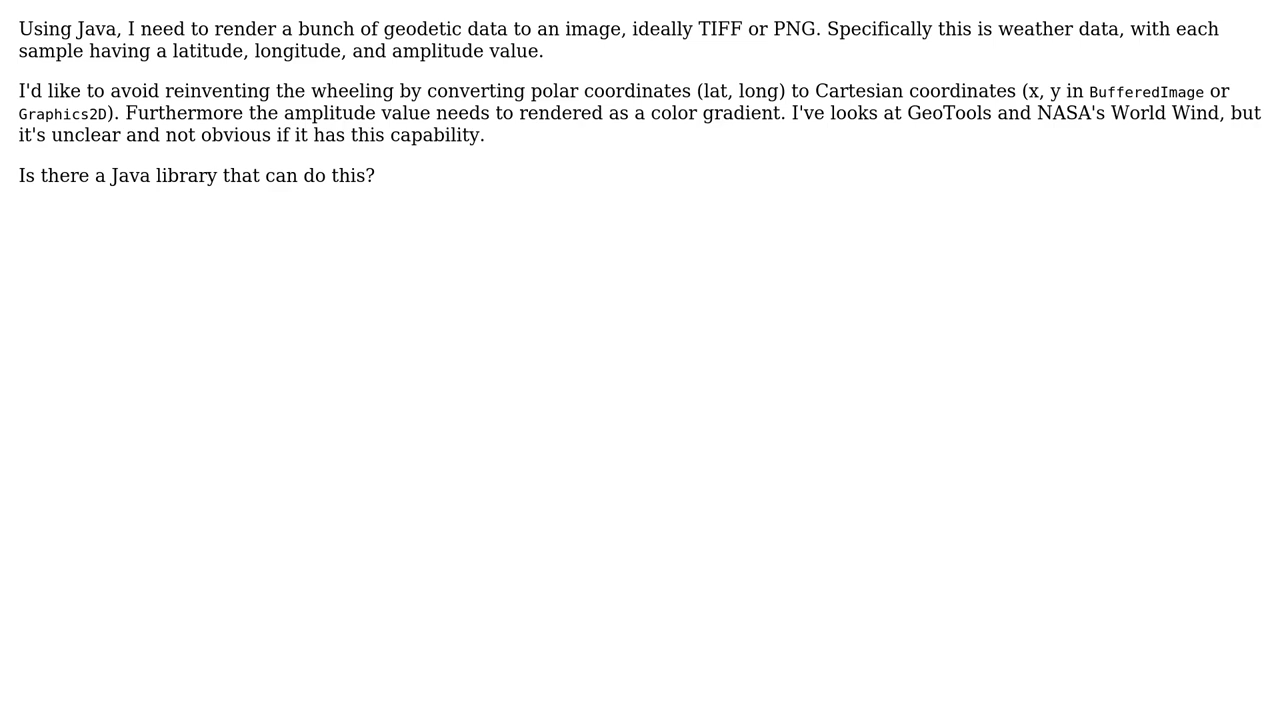 Using Java, I need to render a bunch of geodetic data to an image, ideally TIFF or PNG. Specifically this is weather data, with each
sample having a latitude, longitude, and amplitude value.
I'd like to avoid reinventing the wheeling by converting polar coordinates (lat, long) to Cartesian coordinates (x, y in BufferedImage or
Graphics2D). Furthermore the amplitude value needs to rendered as a color gradient. I've looks at GeoTools and NASA's World Wind, but
it's unclear and not obvious if it has this capability.
Is there a Java library that can do this?